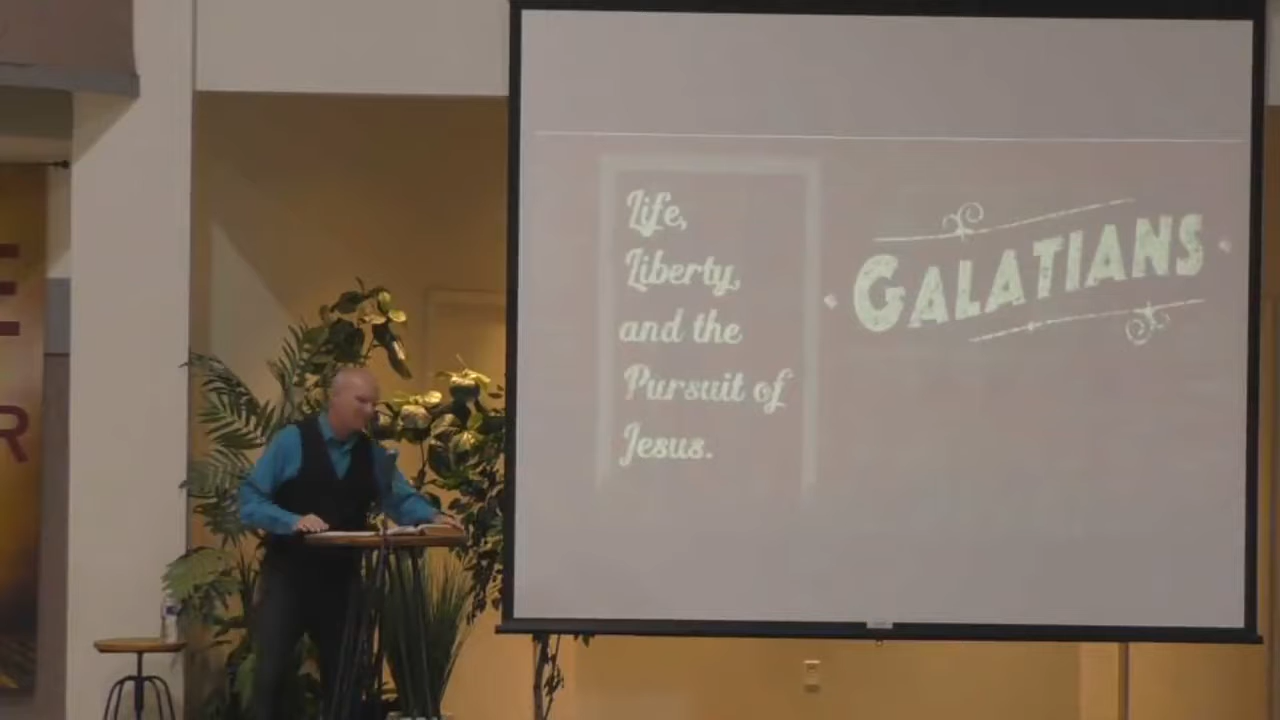 Life,
Liberty,
and the
Pursuit of
Jesus.
GALATIANS